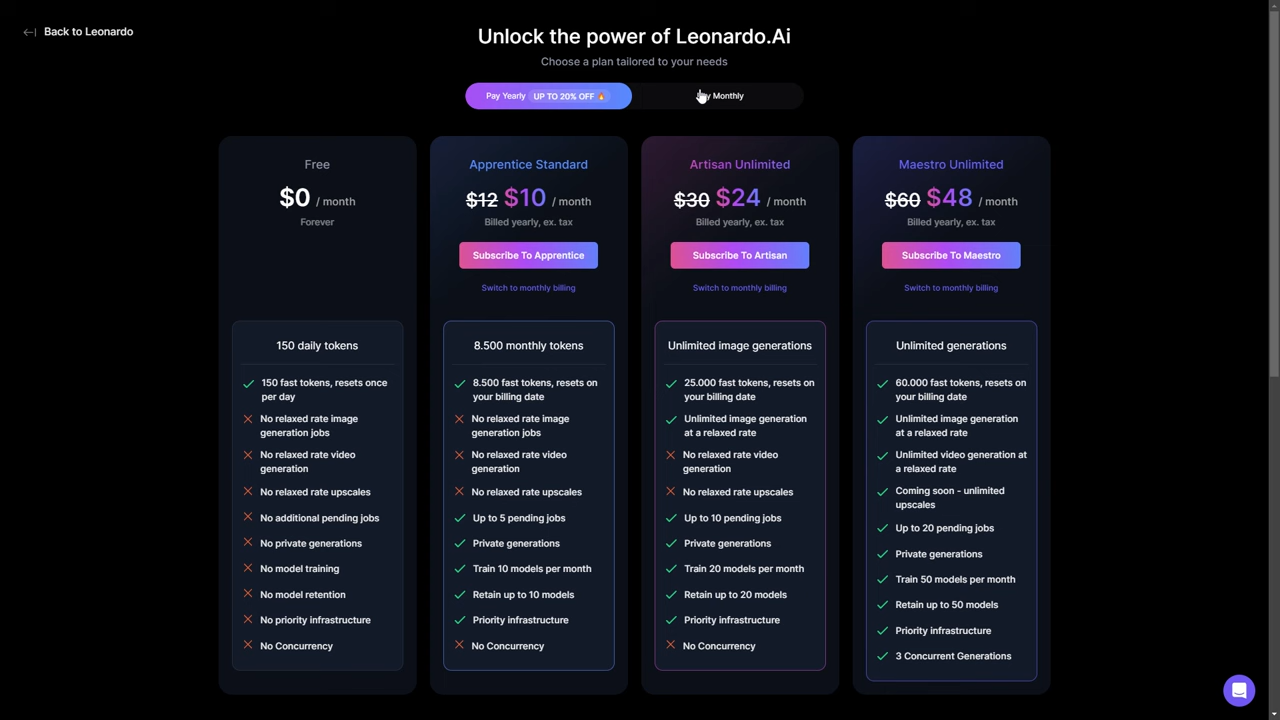 Back to Leonardo
Unlock the power of Leonardo.Ai
Choose a plan tailored to your needs
Pay Yearly UP TO 20% OFF 🔥
Monthly
Free
$0 / month
Forever
150 daily tokens
150 fast tokens, resets once
per day
No relaxed rate image
generation jobs
No relaxed rate video
generation
No relaxed rate upscales
No additional pending jobs
No private generations
No model training
No model retention
No priority infrastructure
No Concurrency
Apprentice Standard
$12 $10 / month
Billed yearly, ex. tax
Subscribe To Apprentice
Switch to monthly billing
8.500 monthly tokens
8.500 fast tokens, resets on
your billing date
No relaxed rate image
generation jobs
No relaxed rate video
generation
No relaxed rate upscales
Up to 5 pending jobs
Private generations
Train 10 models per month
Retain up to 10 models
Priority infrastructure
No Concurrency
Artisan Unlimited
$30 $24 / month
Billed yearly, ex. tax
Subscribe To Artisan
Switch to monthly billing
Unlimited image generations
25.000 fast tokens, resets on
your billing date
Unlimited image generation
at a relaxed rate
No relaxed rate video
generation
No relaxed rate upscales
Up to 10 pending jobs
Private generations
Train 20 models per month
Retain up to 20 models
Priority infrastructure
No Concurrency
Maestro Unlimited
$60 $48 / month
Billed yearly, ex. tax
Subscribe To Maestro
Switch to monthly billing
Unlimited generations
60.000 fast tokens, resets on
your billing date
Unlimited image generation
at a relaxed rate
Unlimited video generation at
a relaxed rate
Coming soon - unlimited
upscales
Up to 20 pending jobs
Private generations
Train 50 models per month
Retain up to 50 models
Priority infrastructure
3 Concurrent Generations